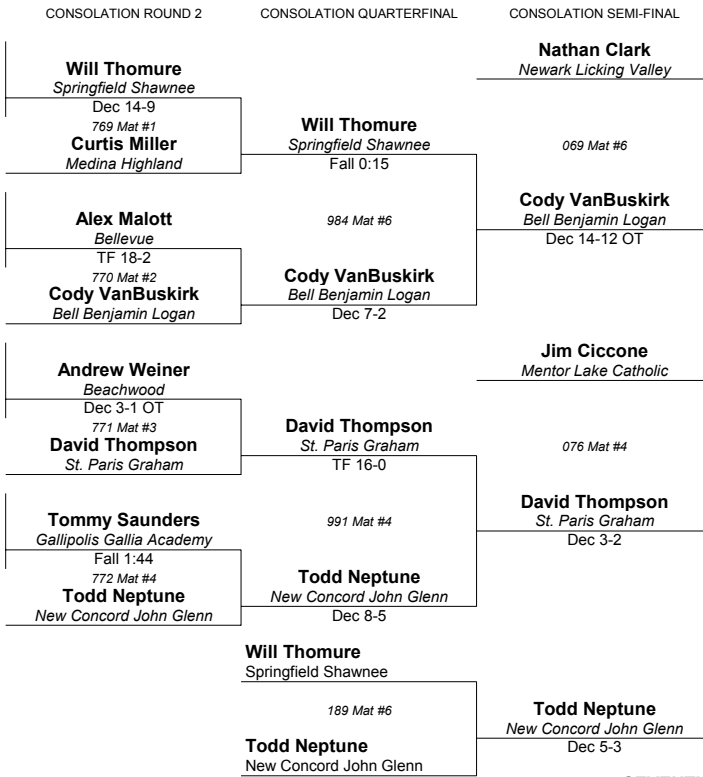 CONSOLATION ROUND 2
CONSOLATION QUARTERFINAL
CONSOLATION SEMI-FINAL
Will Thomure
Springfield Shawnee
Dec 14-9
769 Mat #1
Curtis Miller
Medina Highland
Alex Malott
Bellevue
TF 18-2
770 Mat #2
Cody VanBuskirk
Bell Benjamin Logan
Andrew Weiner
Beachwood
Dec 3-1 OT
771 Mat #3
David Thompson
St. Paris Graham
Tommy Saunders
Gallipolis Gallia Academy
Fall 1:44
772 Mat #4
Todd Neptune
New Concord John Glenn
Will Thomure
Springfield Shawnee
Fall 0:15
984 Mat #6
Cody VanBuskirk
Bell Benjamin Logan
Dec 7-2
David Thompson
St. Paris Graham
TF 16-0
991 Mat #4
Todd Neptune
New Concord John Glenn
Dec 8-5
Will Thomure
Springfield Shawnee
189 Mat #6
Todd Neptune
New Concord John Glenn
Nathan Clark
Newark Licking Valley
069 Mat #6
Cody VanBuskirk
Bell Benjamin Logan
Dec 14-12 OT
Jim Ciccone
Mentor Lake Catholic
076 Mat #4
David Thompson
St. Paris Graham
Dec 3-2
Todd Neptune
New Concord John Glenn
Dec 5-3